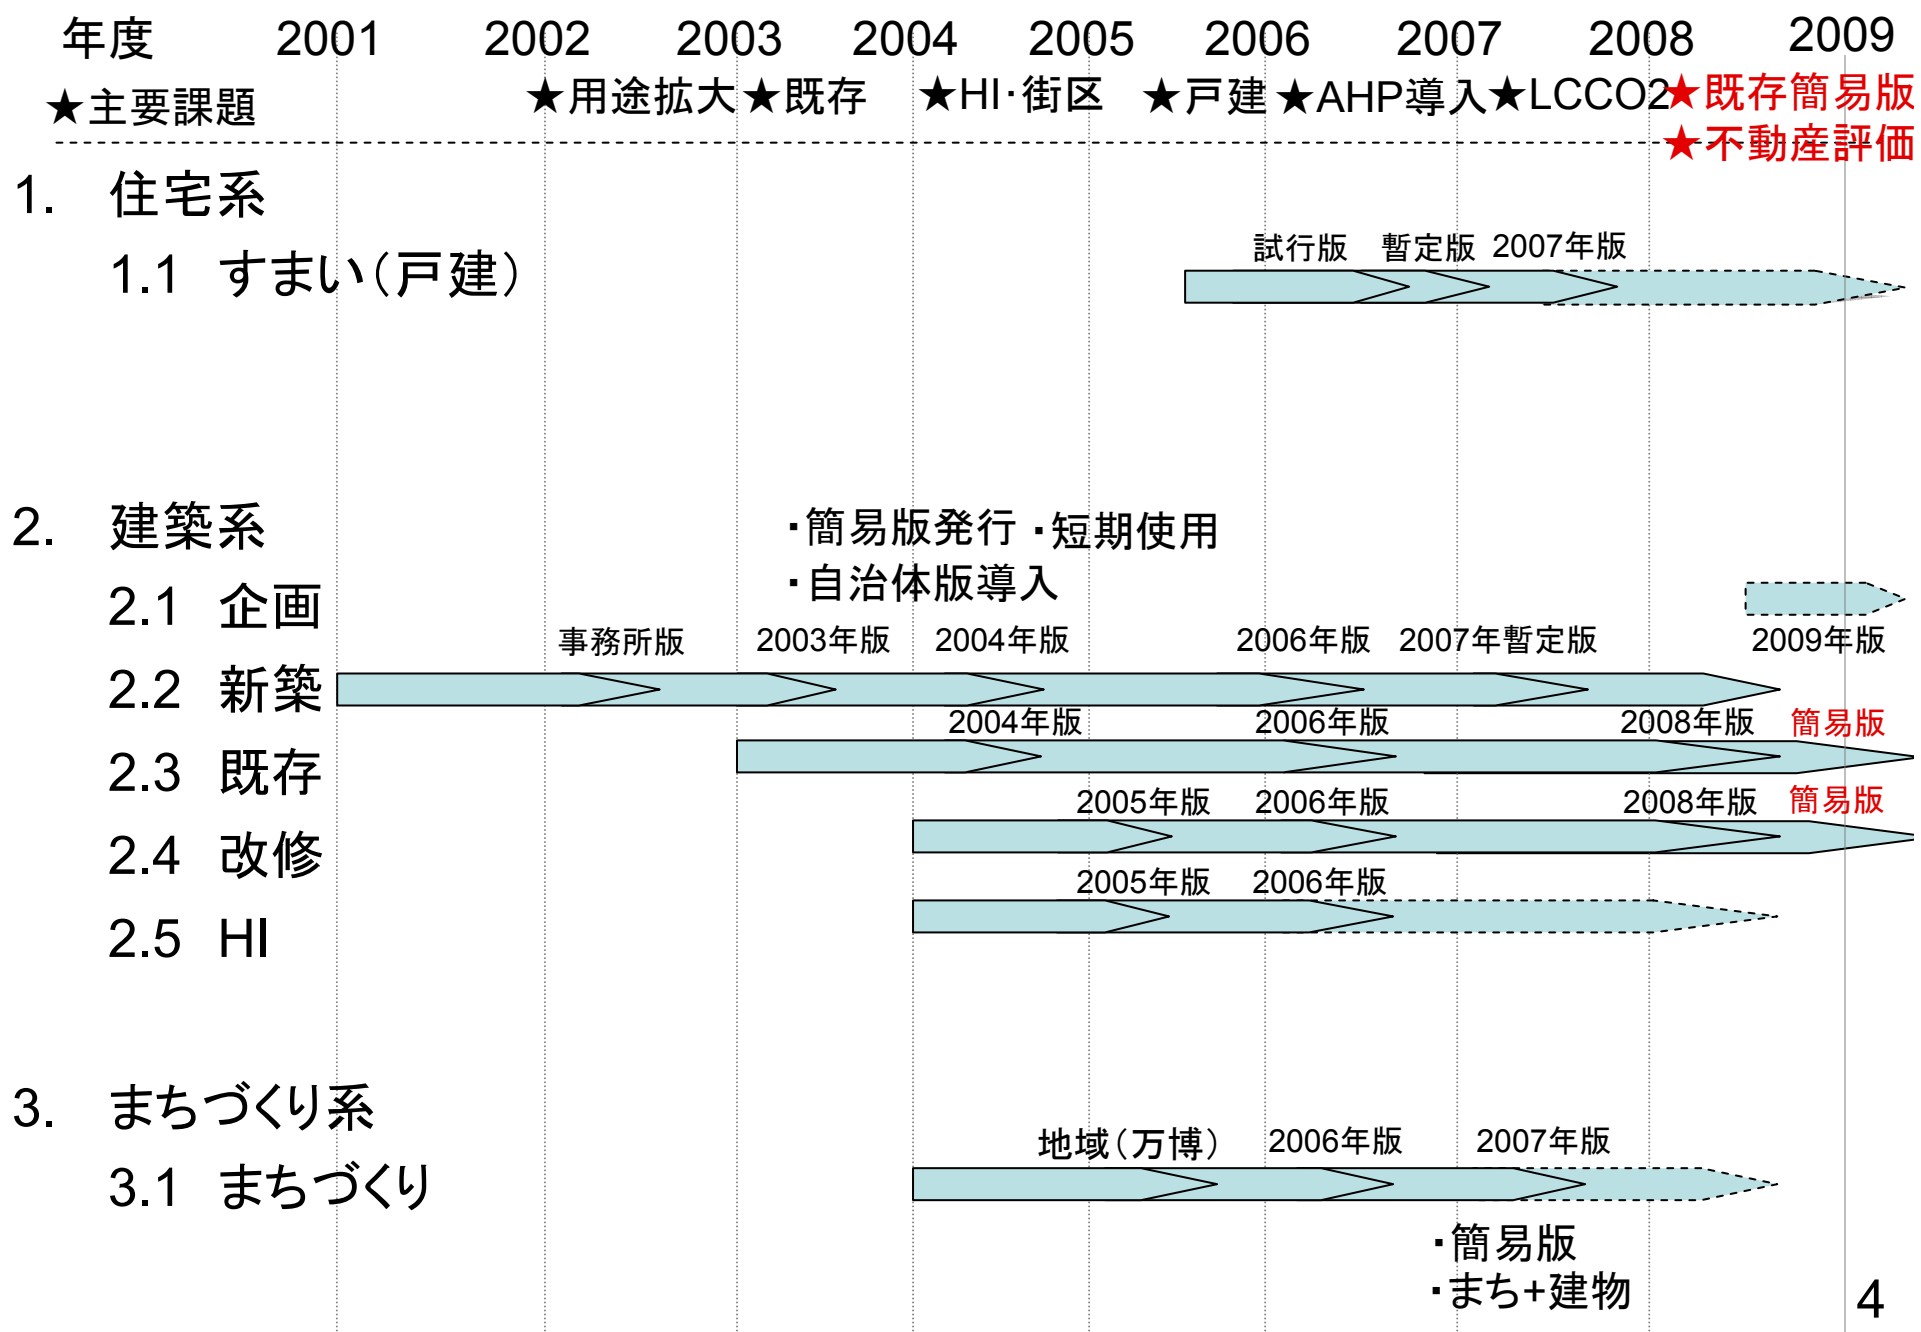 年度 2001 2002 2003 2004 2005 2006 2007 2008 2009
★主要課題 ★用途拡大 ★既存 ★HI・街区 ★戸建 ★AHP導入 ★LCCO2 ★既存簡易版
★不動産評価
1. 住宅系
試行版 暫定版 2007年版
1.1 すまい（戸建）
2. 建築系
・簡易版発行 ・短期使用
・自治体版導入
2.1 企画
事務所版 2003年版 2004年版 2006年版 2007年暫定版 2009年版
2.2 新築
2004年版 2006年版 2008年版 簡易版
2.3 既存
2005年版 2006年版 2008年版 簡易版
2.4 改修
2005年版 2006年版
2.5 HI
3. まちづくり系
地域（万博） 2006年版 2007年版
3.1 まちづくり
・簡易版
・まち+建物
4